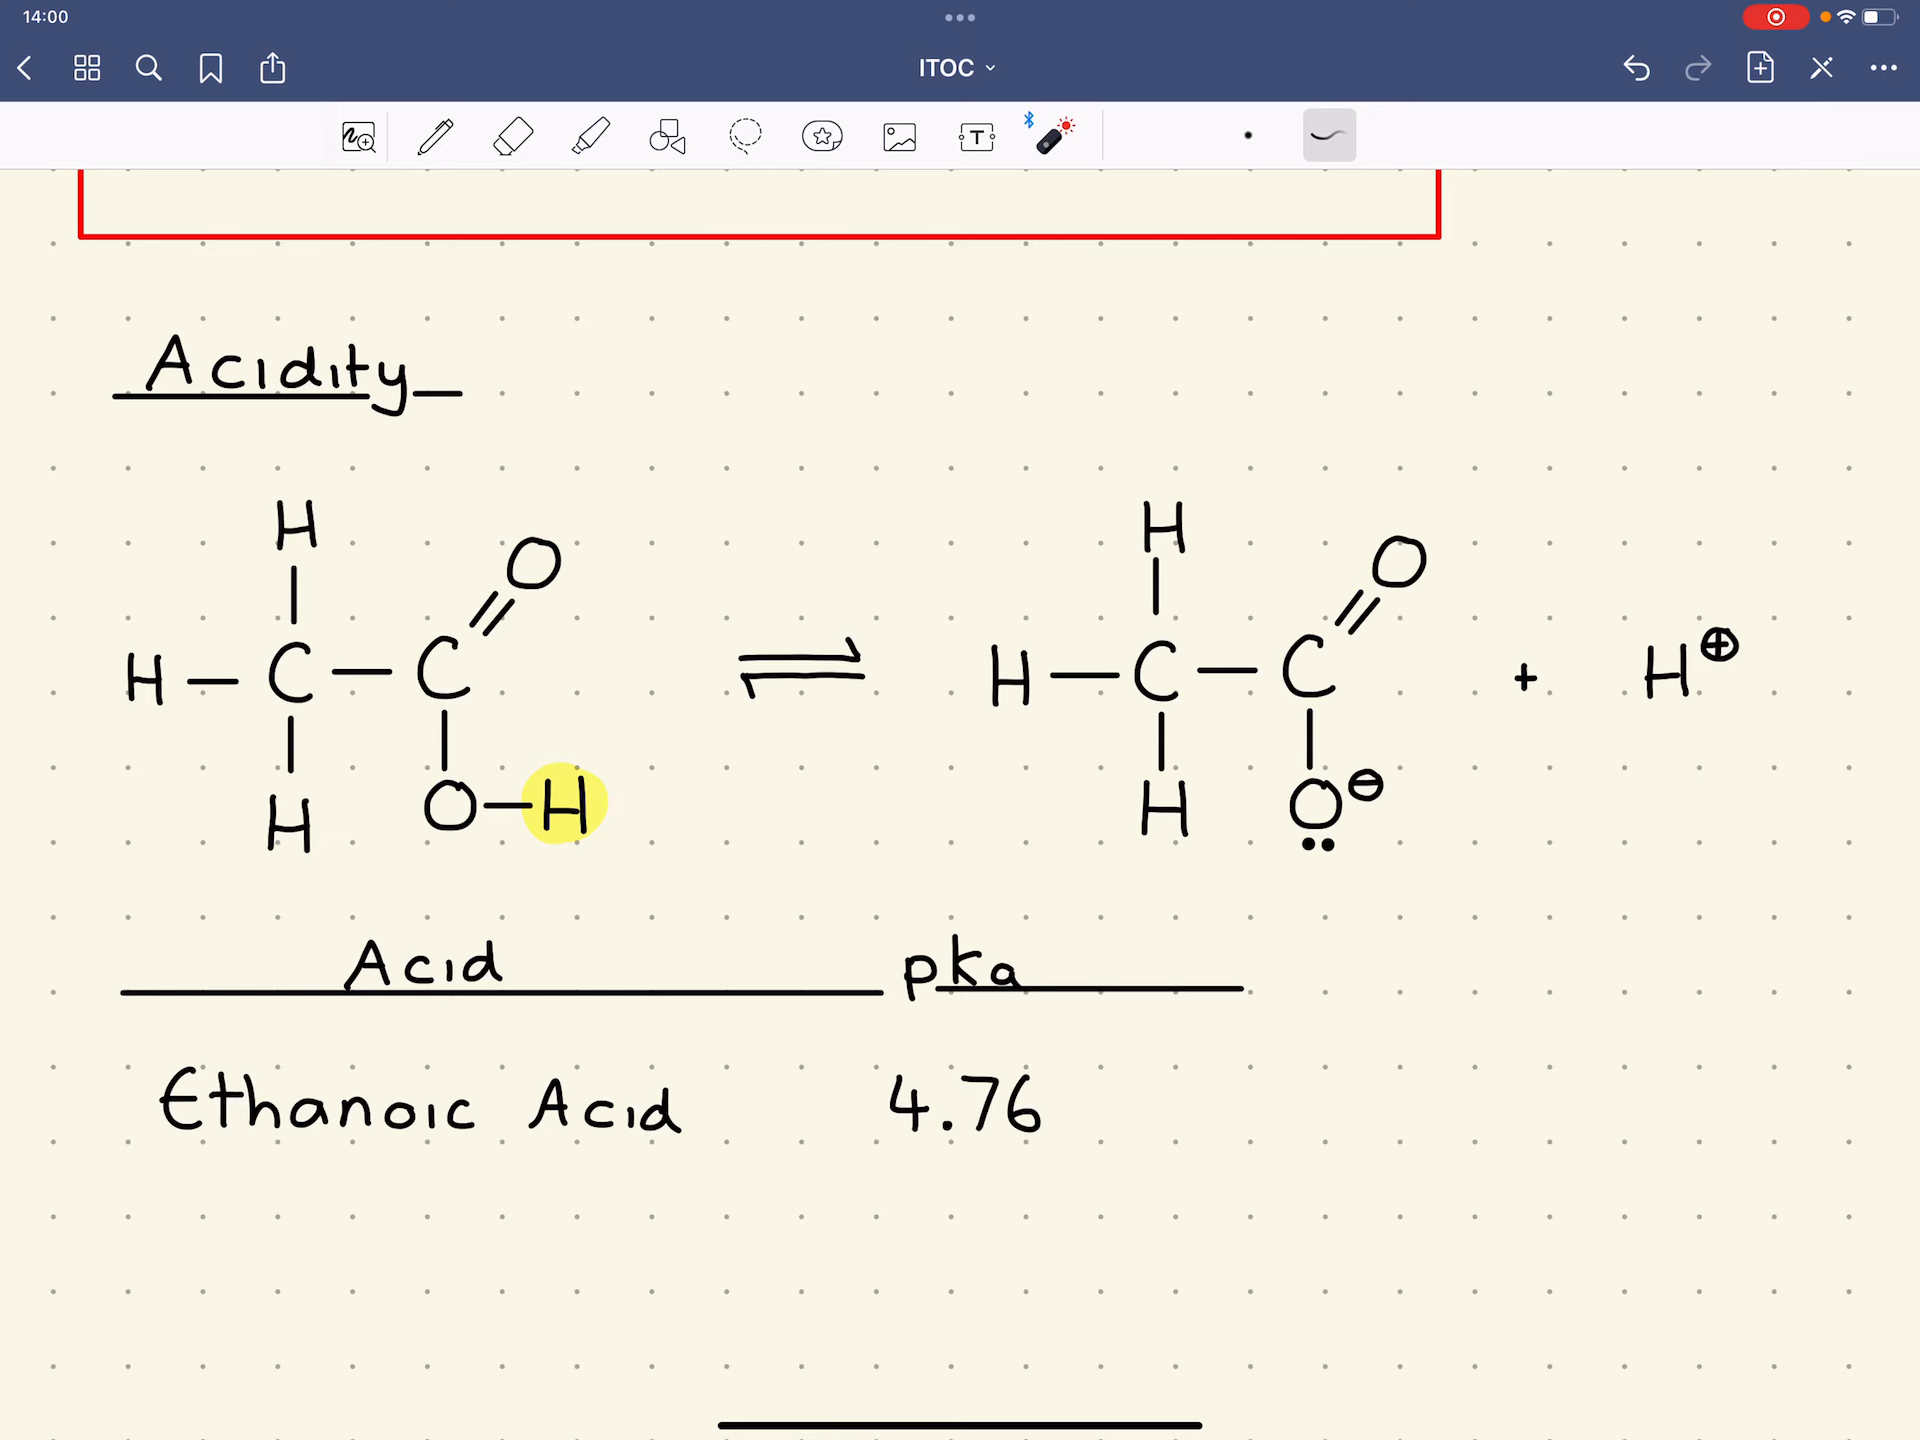 14:00
ITOC
T
Acidity
H H
O O
H – C – C ⇌ H – C – C + H⊕
H O – H H O⊖
Acid pka
Ethanoic Acid 4.76